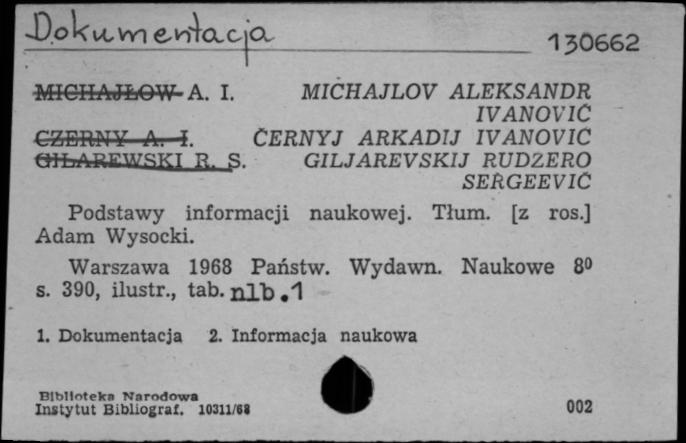 Dokumentacja
130662
MICHAJŁOW A. I. MICHAJLOV ALEKSANDR
IVANOVIČ
CZERNY A. I. ČERNYJ ARKADIJ IVANOVIČ
GILAREWSKI R. S. GILJAREVSKIJ RUDZERO
SERGEEVIČ
Podstawy informacji naukowej. Tłum. [z ros.]
Adam Wysocki.
Warszawa 1968 Państw. Wydawn. Naukowe 8⁰
s. 390, ilustr., tab. nlb.1
1. Dokumentacja 2. Informacja naukowa
Biblioteka Narodowa
Instytut Bibliograf. 10311/68 002